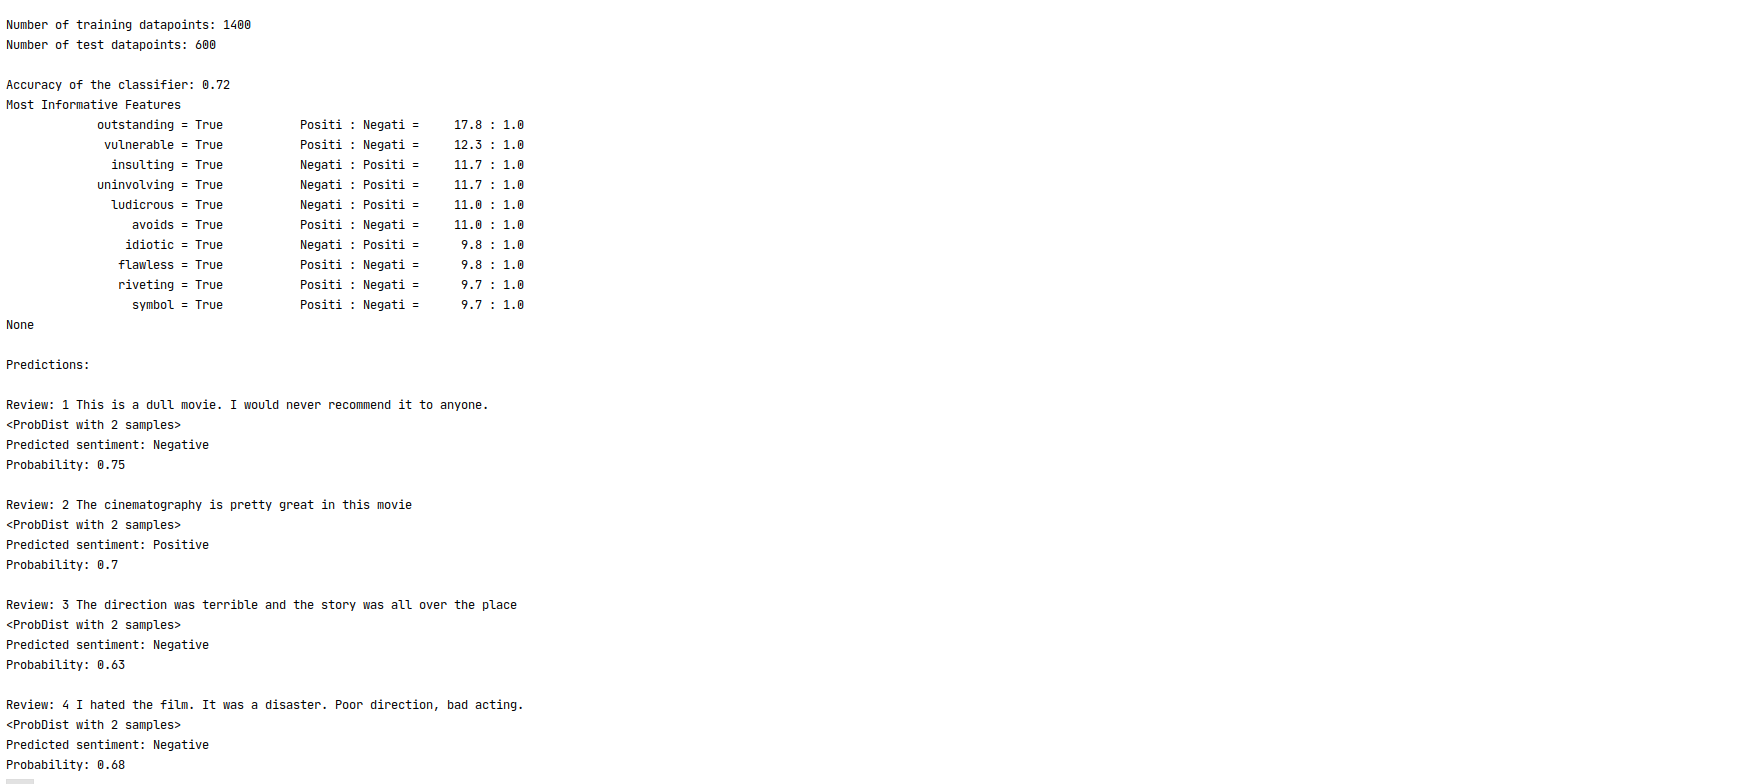 Number of training datapoints: 1400
Number of test datapoints: 600
Accuracy of the classifier: 0.72
Most Informative Features
outstanding = True Positi : Negati = 17.8 : 1.0
vulnerable = True Positi : Negati = 12.3 : 1.0
insulting = True Negati : Positi = 11.7 : 1.0
uninvolving = True Negati : Positi = 11.7 : 1.0
ludicrous = True Negati : Positi = 11.0 : 1.0
avoids = True Positi : Negati = 11.0 : 1.0
idiotic = True Negati : Positi = 9.8 : 1.0
flawless = True Positi : Negati = 9.8 : 1.0
riveting = True Positi : Negati = 9.7 : 1.0
symbol = True Positi : Negati = 9.7 : 1.0
None
Predictions:
Review: 1 This is a dull movie. I would never recommend it to anyone.
<ProbDist with 2 samples>
Predicted sentiment: Negative
Probability: 0.75
Review: 2 The cinematography is pretty great in this movie
<ProbDist with 2 samples>
Predicted sentiment: Positive
Probability: 0.7
Review: 3 The direction was terrible and the story was all over the place
<ProbDist with 2 samples>
Predicted sentiment: Negative
Probability: 0.63
Review: 4 I hated the film. It was a disaster. Poor direction, bad acting.
<ProbDist with 2 samples>
Predicted sentiment: Negative
Probability: 0.68